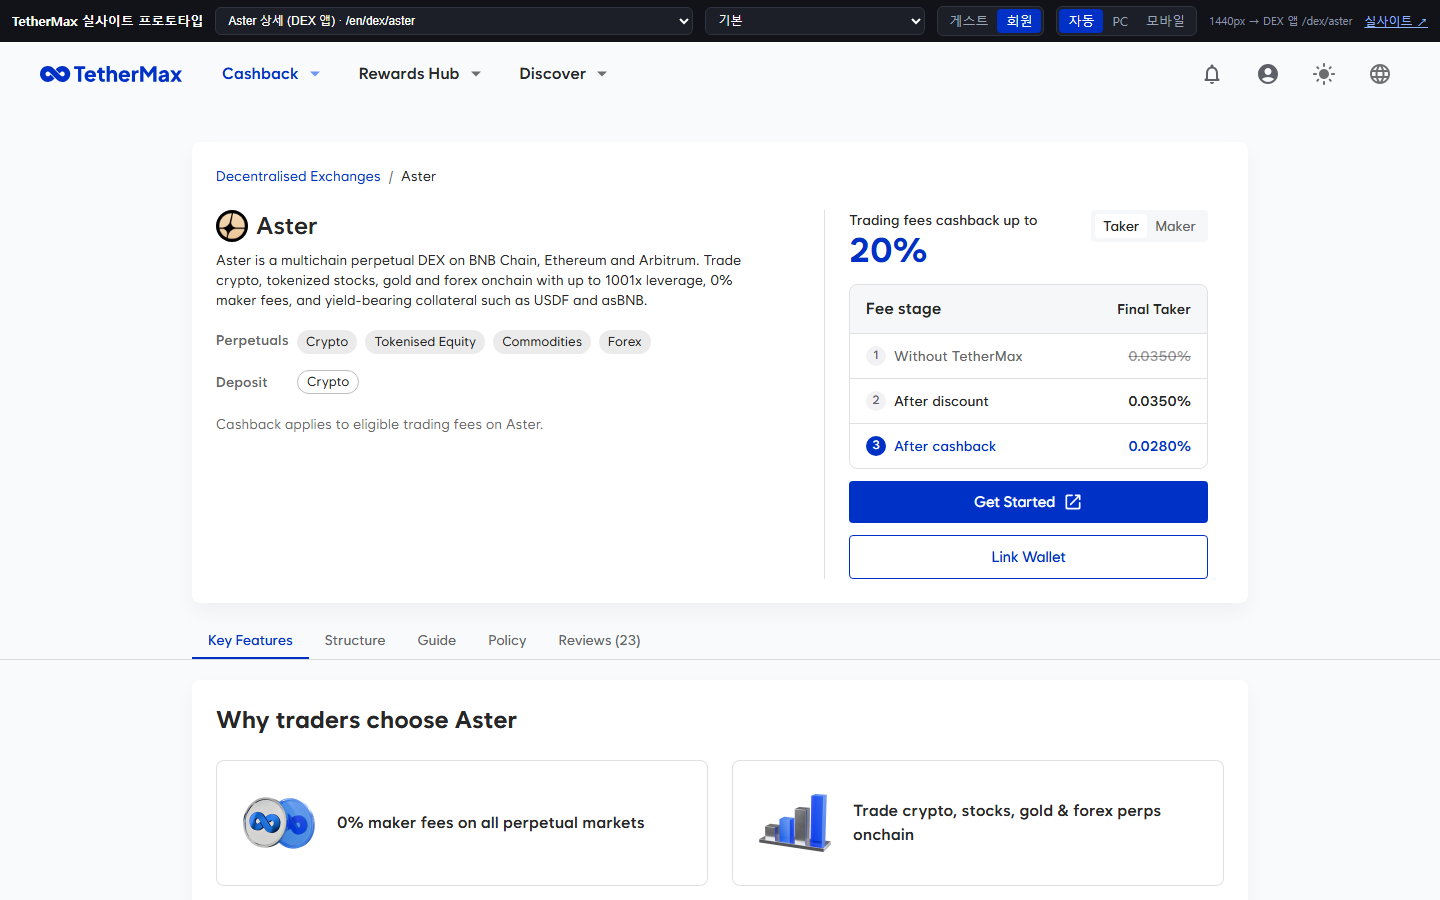 TetherMax 실사이트 프로토타입
Aster 상세 (DEX 앱) · /en/dex/aster
기본
게스트 회원
자동 PC 모바일
1440px → DEX 앱 /dex/aster
실사이트 ↗
TetherMax
Cashback
Rewards Hub
Discover
Decentralised Exchanges / Aster
Aster
Aster is a multichain perpetual DEX on BNB Chain, Ethereum and Arbitrum. Trade
crypto, tokenized stocks, gold and forex onchain with up to 1001x leverage, 0%
maker fees, and yield-bearing collateral such as USDF and asBNB.
Perpetuals Crypto Tokenised Equity Commodities Forex
Deposit Crypto
Cashback applies to eligible trading fees on Aster.
Trading fees cashback up to
20%
Taker Maker
Fee stage Final Taker
1 Without TetherMax 0.0350%
2 After discount 0.0350%
3 After cashback 0.0280%
Get Started
Link Wallet
Key Features Structure Guide Policy Reviews (23)
Why traders choose Aster
0% maker fees on all perpetual markets
Trade crypto, stocks, gold & forex perps
onchain